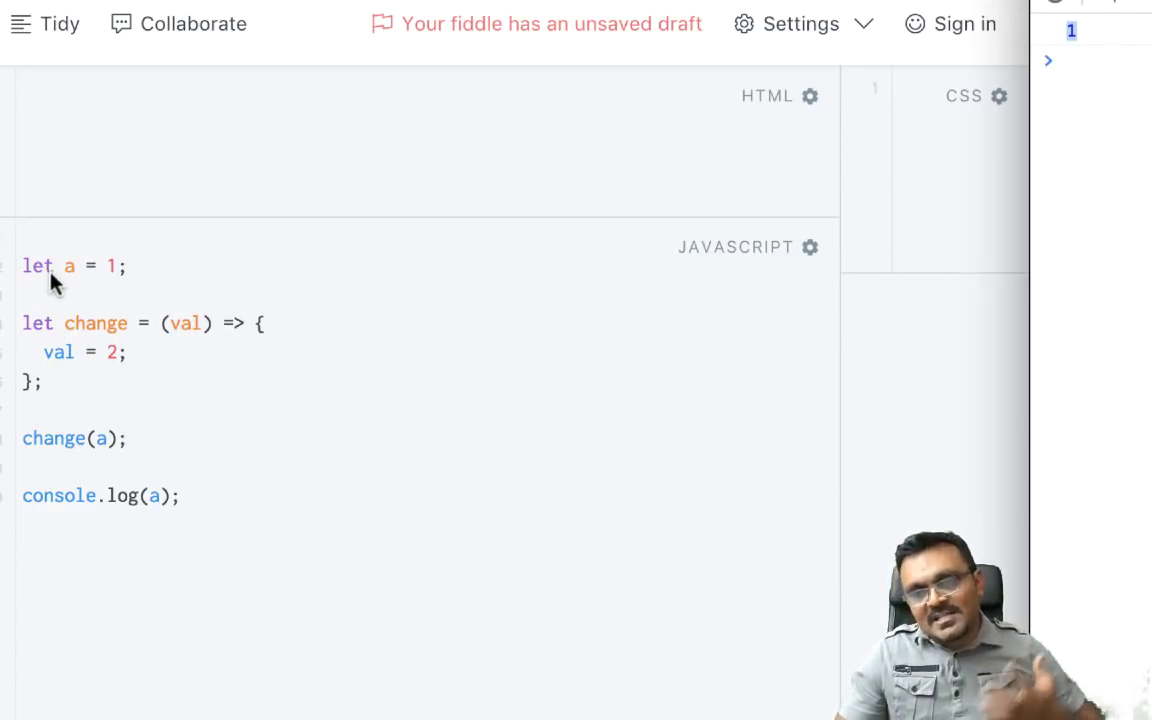 Tidy Collaborate Your fiddle has an unsaved draft Settings Sign in
1
HTML
1 CSS
JAVASCRIPT
let a = 1;
let change = (val) => {
val = 2;
};
change(a);
console.log(a);